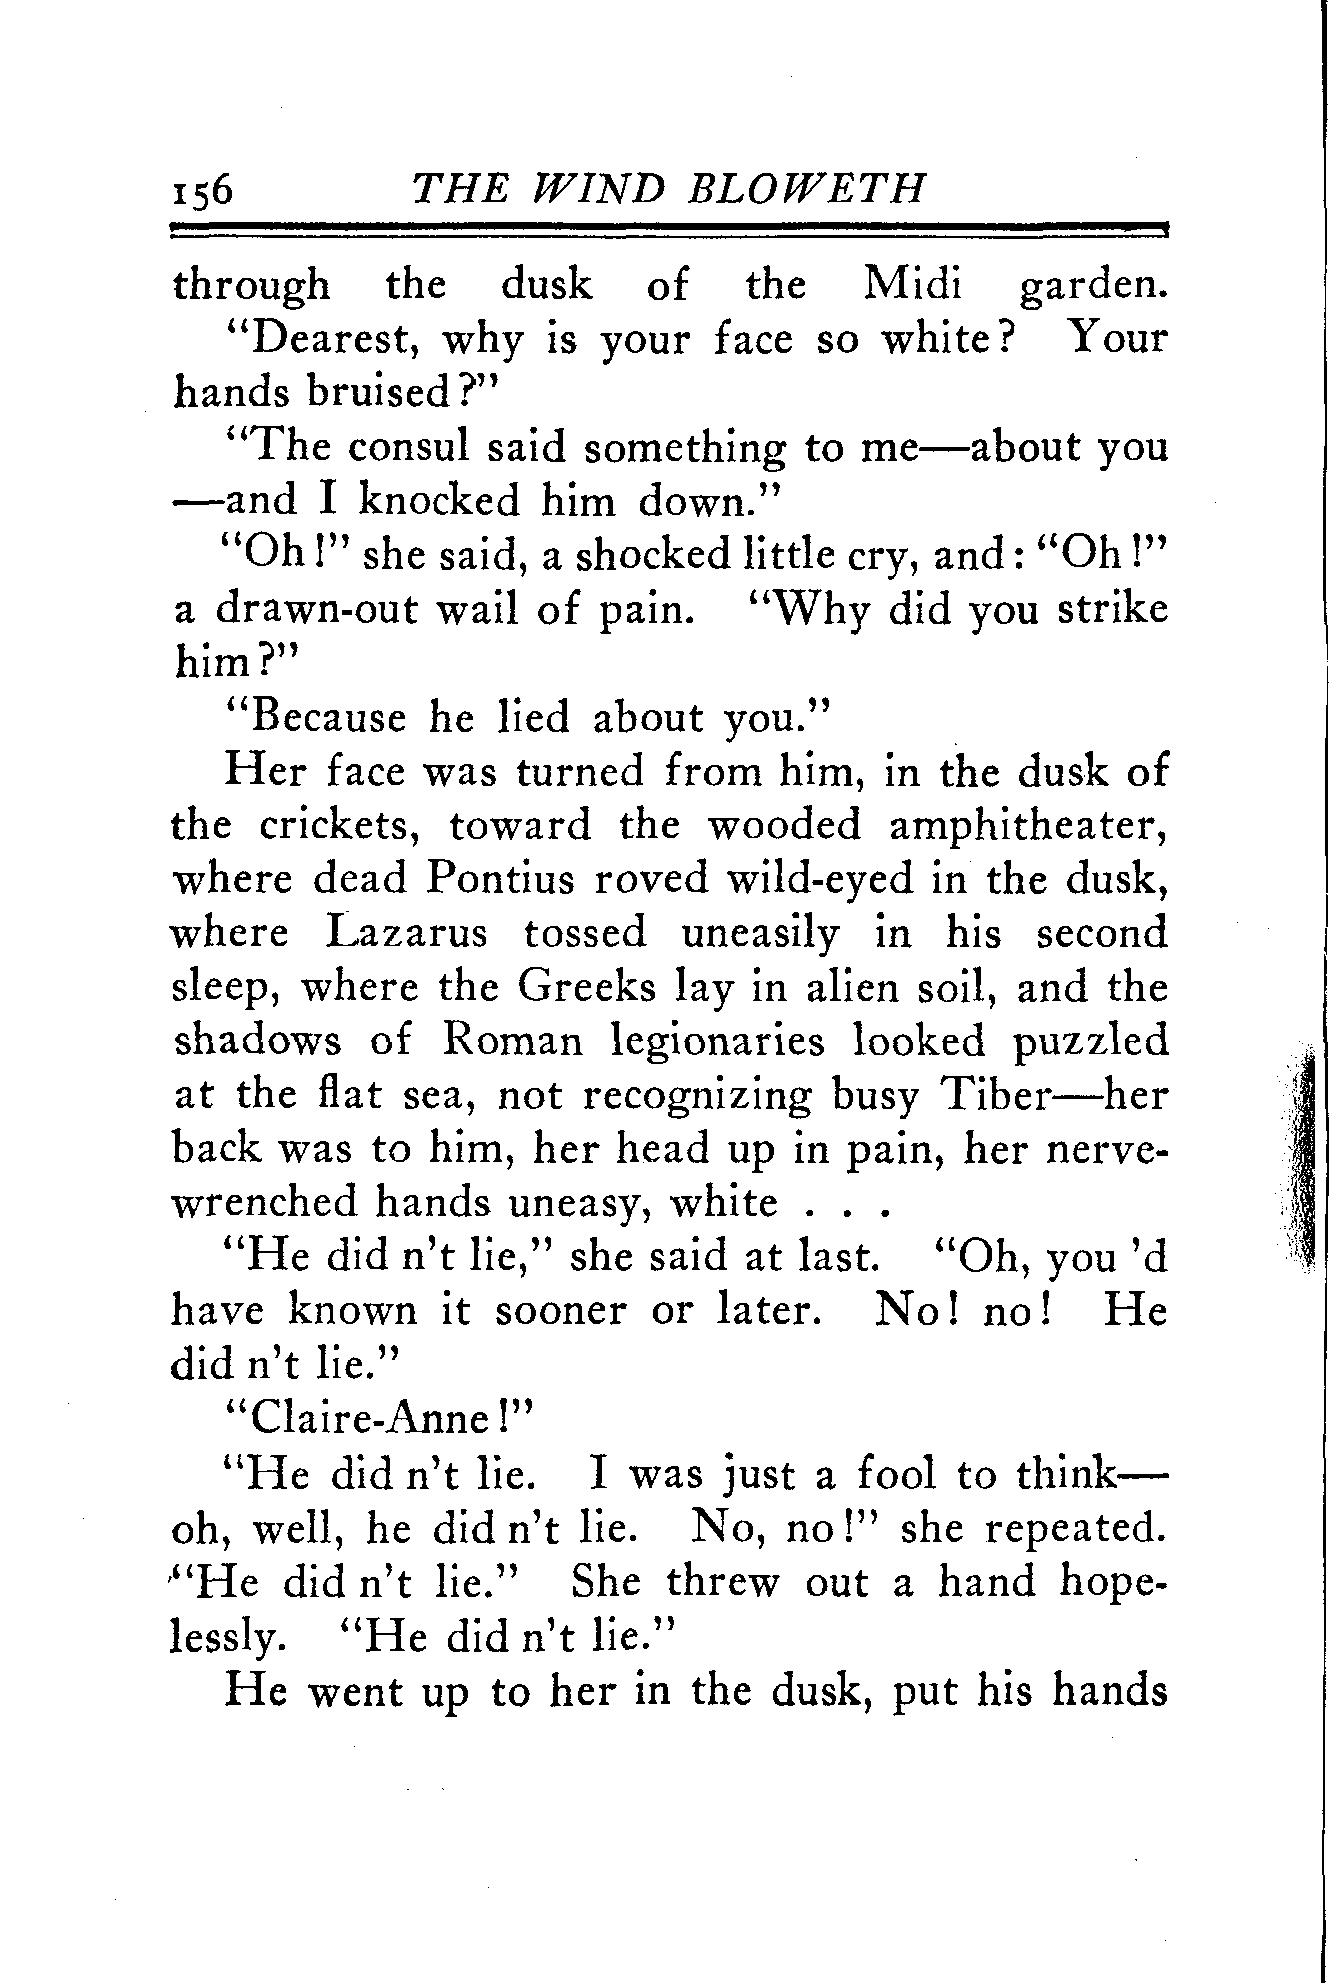 156 THE WIND BLOWETH
through the dusk of the Midi garden.
"Dearest, why is your face so white? Your
hands bruised?"
"The consul said something to me—about you
—and I knocked him down."
"Oh!" she said, a shocked little cry, and: "Oh!"
a drawn-out wail of pain. "Why did you strike
him?"
"Because he lied about you."
Her face was turned from him, in the dusk of
the crickets, toward the wooded amphitheater,
where dead Pontius roved wild-eyed in the dusk,
where Lazarus tossed uneasily in his second
sleep, where the Greeks lay in alien soil, and the
shadows of Roman legionaries looked puzzled
at the flat sea, not recognizing busy Tiber—her
back was to him, her head up in pain, her nerve-
wrenched hands uneasy, white . . .
"He did n't lie," she said at last. "Oh, you 'd
have known it sooner or later. No! no! He
did n't lie."
"Claire-Anne!"
"He did n't lie. I was just a fool to think—
oh, well, he did n't lie. No, no!" she repeated.
"He did n't lie." She threw out a hand hope-
lessly. "He did n't lie."
He went up to her in the dusk, put his hands